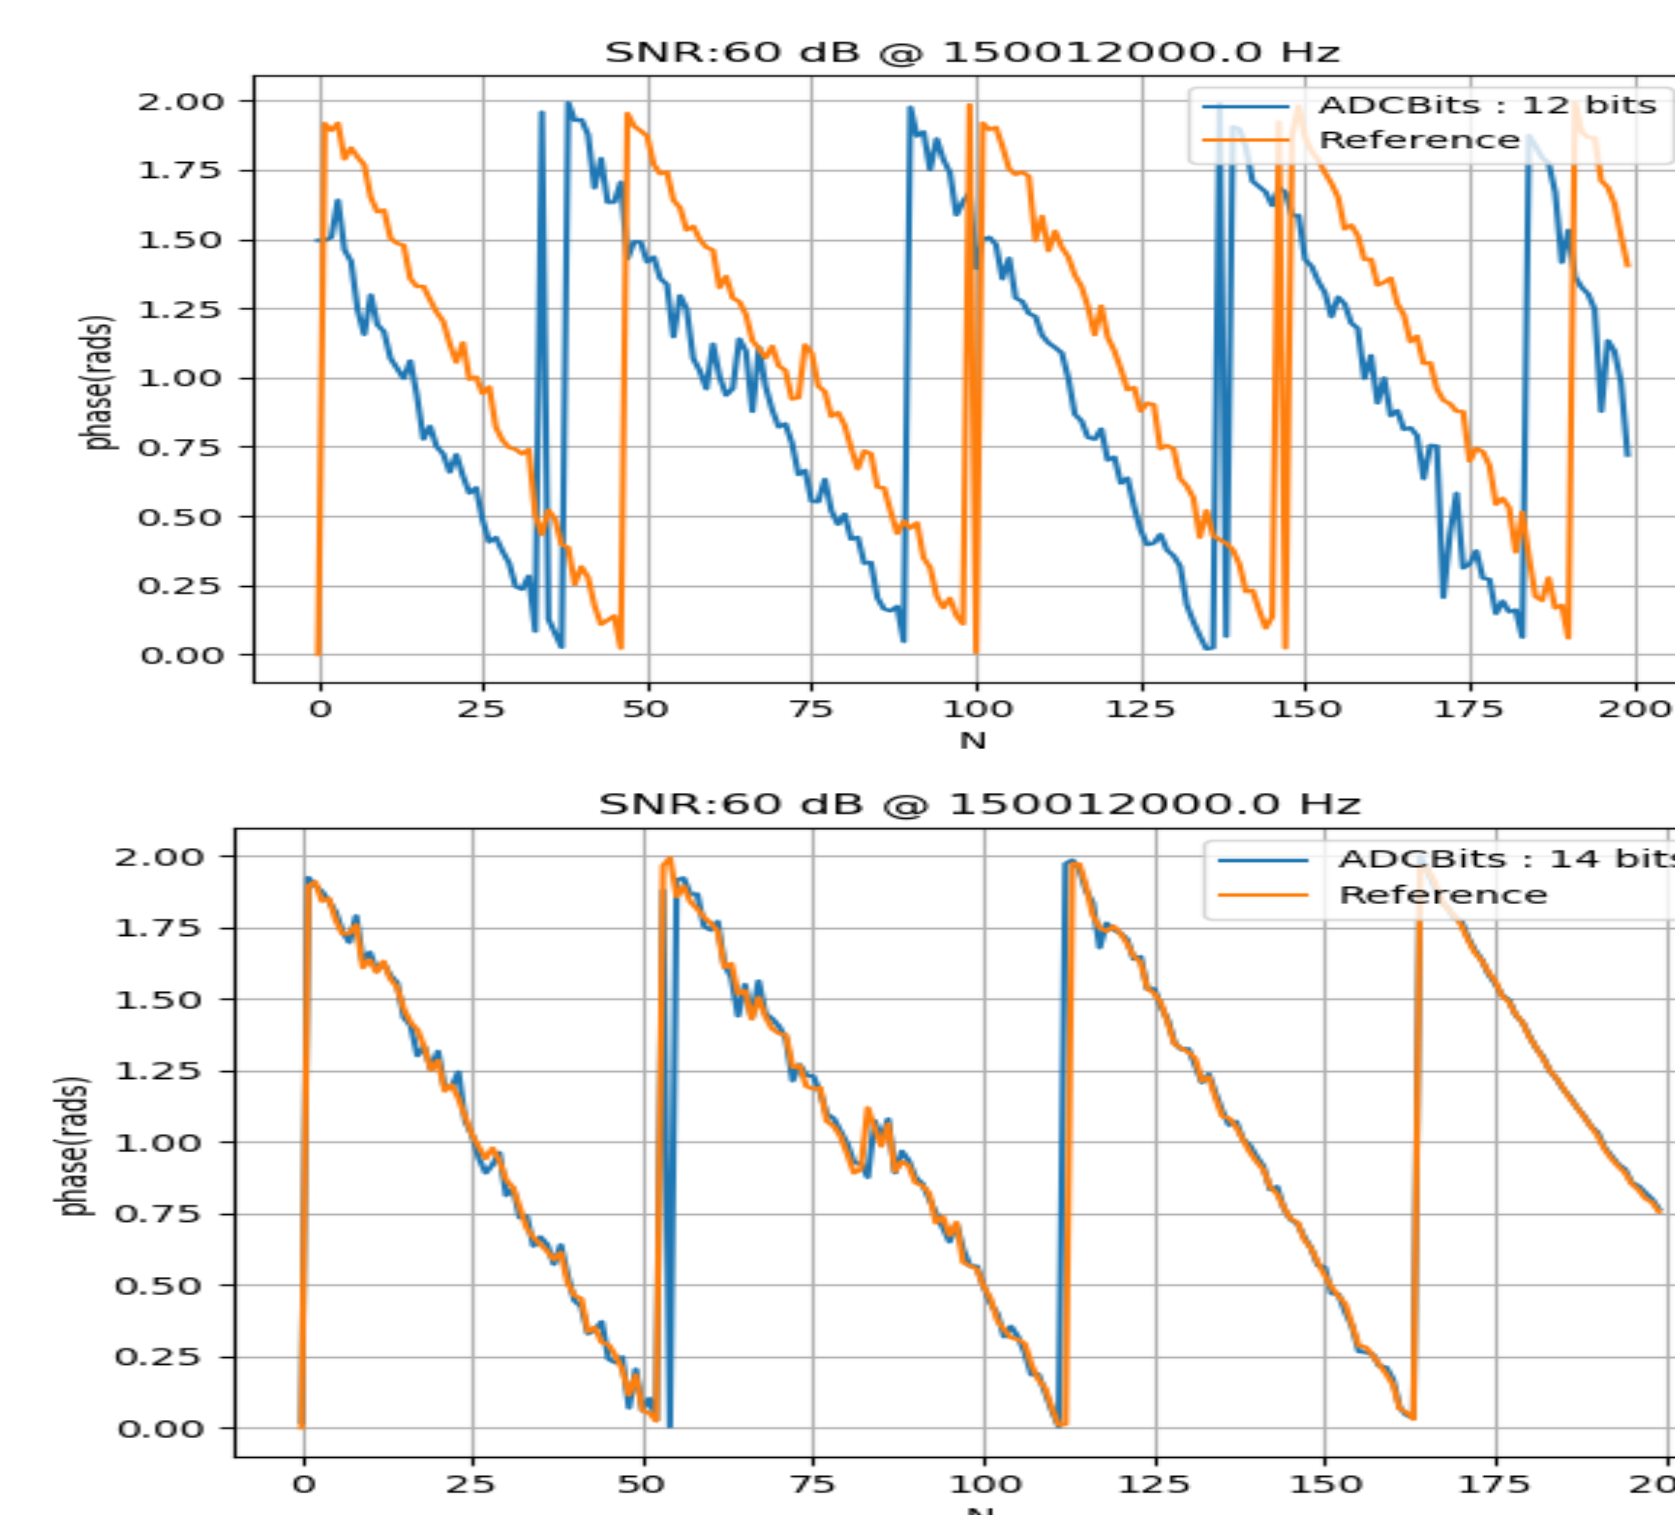 SNR:60 dB @ 150012000.0 Hz
ADCBits : 12 bits
Reference
2.00
1.75
1.50
1.25
1.00
0.75
0.50
0.25
0.00
phase(rads)
0 25 50 75 100 125 150 175 200
N
SNR:60 dB @ 150012000.0 Hz
ADCBits : 14 bits
Reference
2.00
1.75
1.50
1.25
1.00
0.75
0.50
0.25
0.00
phase(rads)
0 25 50 75 100 125 150 175 20
N